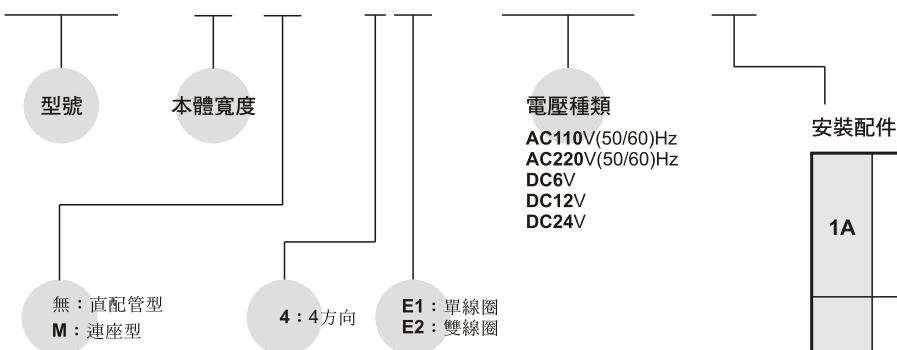 型號
本體寬度
電壓種類
AC110V(50/60)Hz
AC220V(50/60)Hz
DC6V
DC12V
DC24V
安裝配件
1A
無：直配管型
M：連座型
4：4方向
E1：單線圈
E2：雙線圈